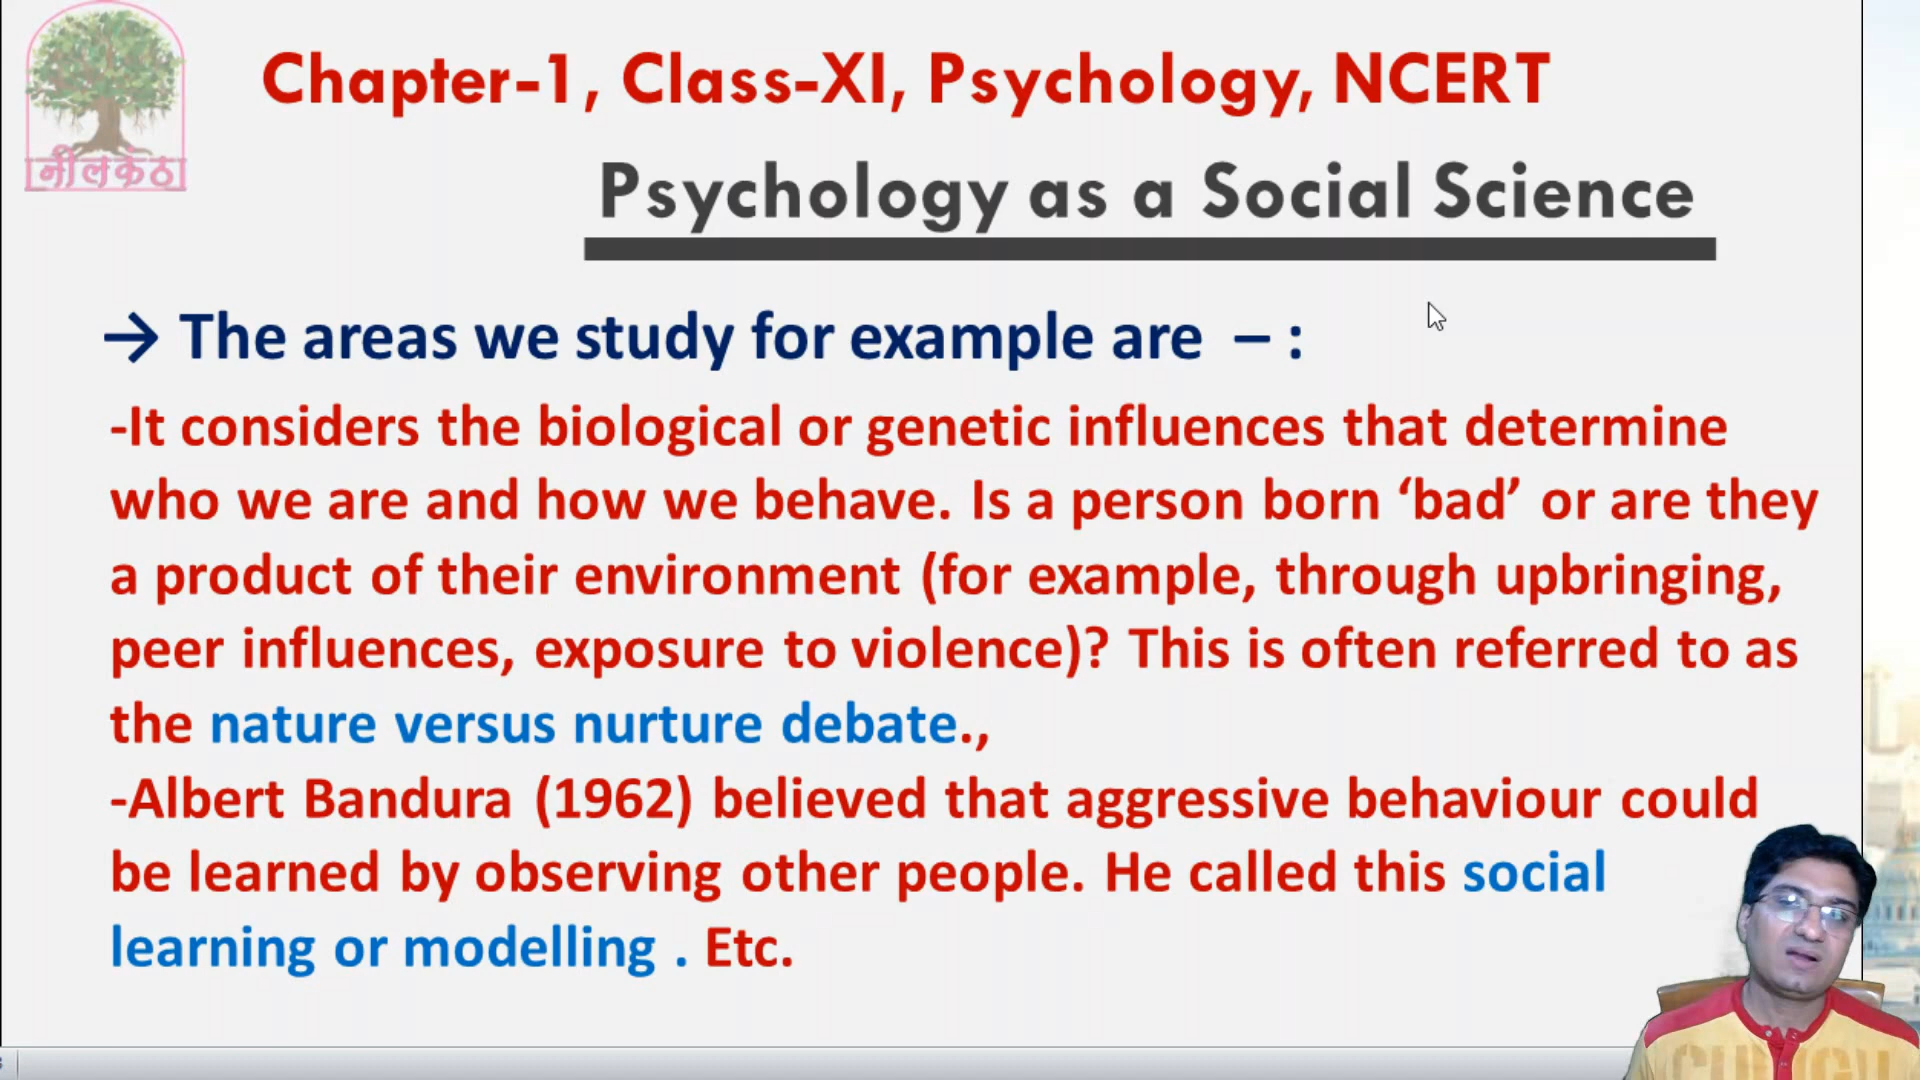 नीलकंठ
Chapter-1, Class-XI, Psychology, NCERT
Psychology as a Social Science
→ The areas we study for example are – :
-It considers the biological or genetic influences that determine
who we are and how we behave. Is a person born ‘bad’ or are they
a product of their environment (for example, through upbringing,
peer influences, exposure to violence)? This is often referred to as
the nature versus nurture debate.,
-Albert Bandura (1962) believed that aggressive behaviour could
be learned by observing other people. He called this social
learning or modelling . Etc.